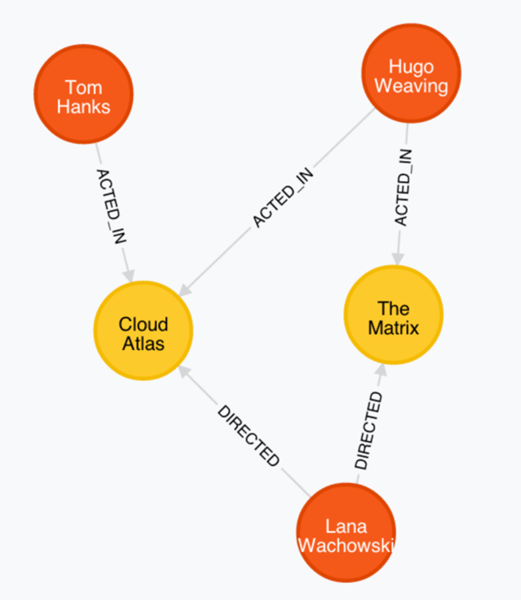 Tom
Hanks
Hugo
Weaving
ACTED_IN
ACTED_IN
ACTED_IN
Cloud
Atlas
The
Matrix
DIRECTED
DIRECTED
Lana
Wachowski